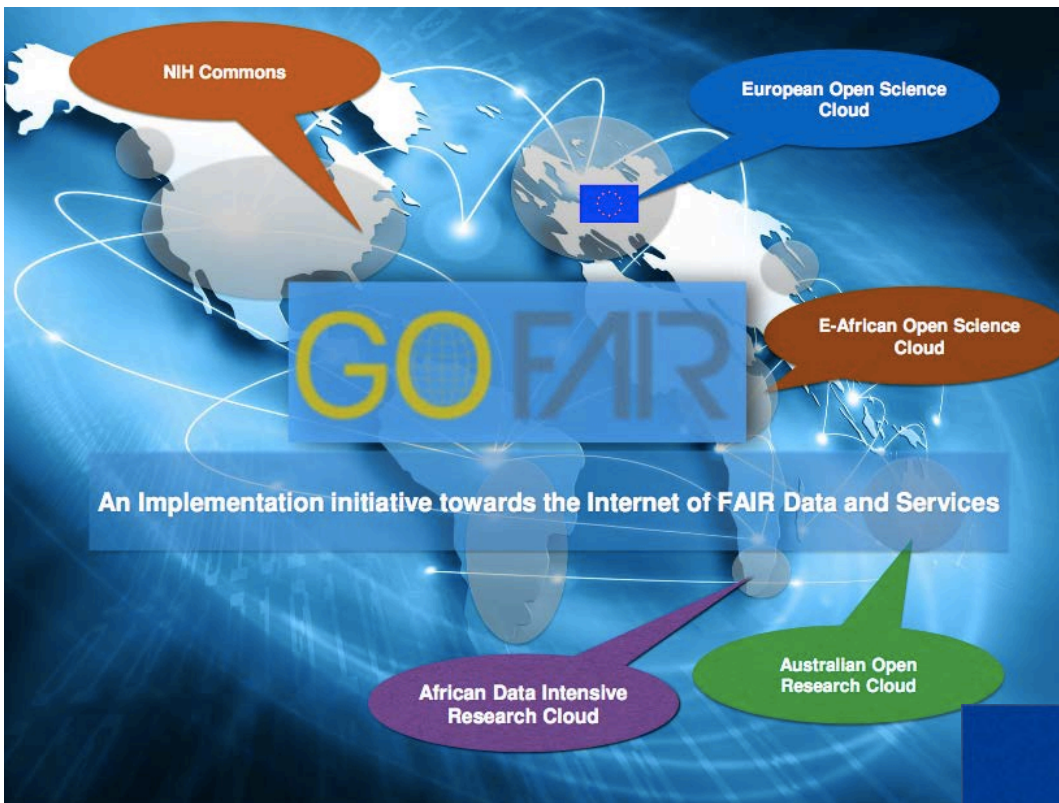 NIH Commons
European Open Science
Cloud
E-African Open Science
Cloud
GO FAIR
An Implementation initiative towards the Internet of FAIR Data and Services
African Data Intensive
Research Cloud
Australian Open
Research Cloud